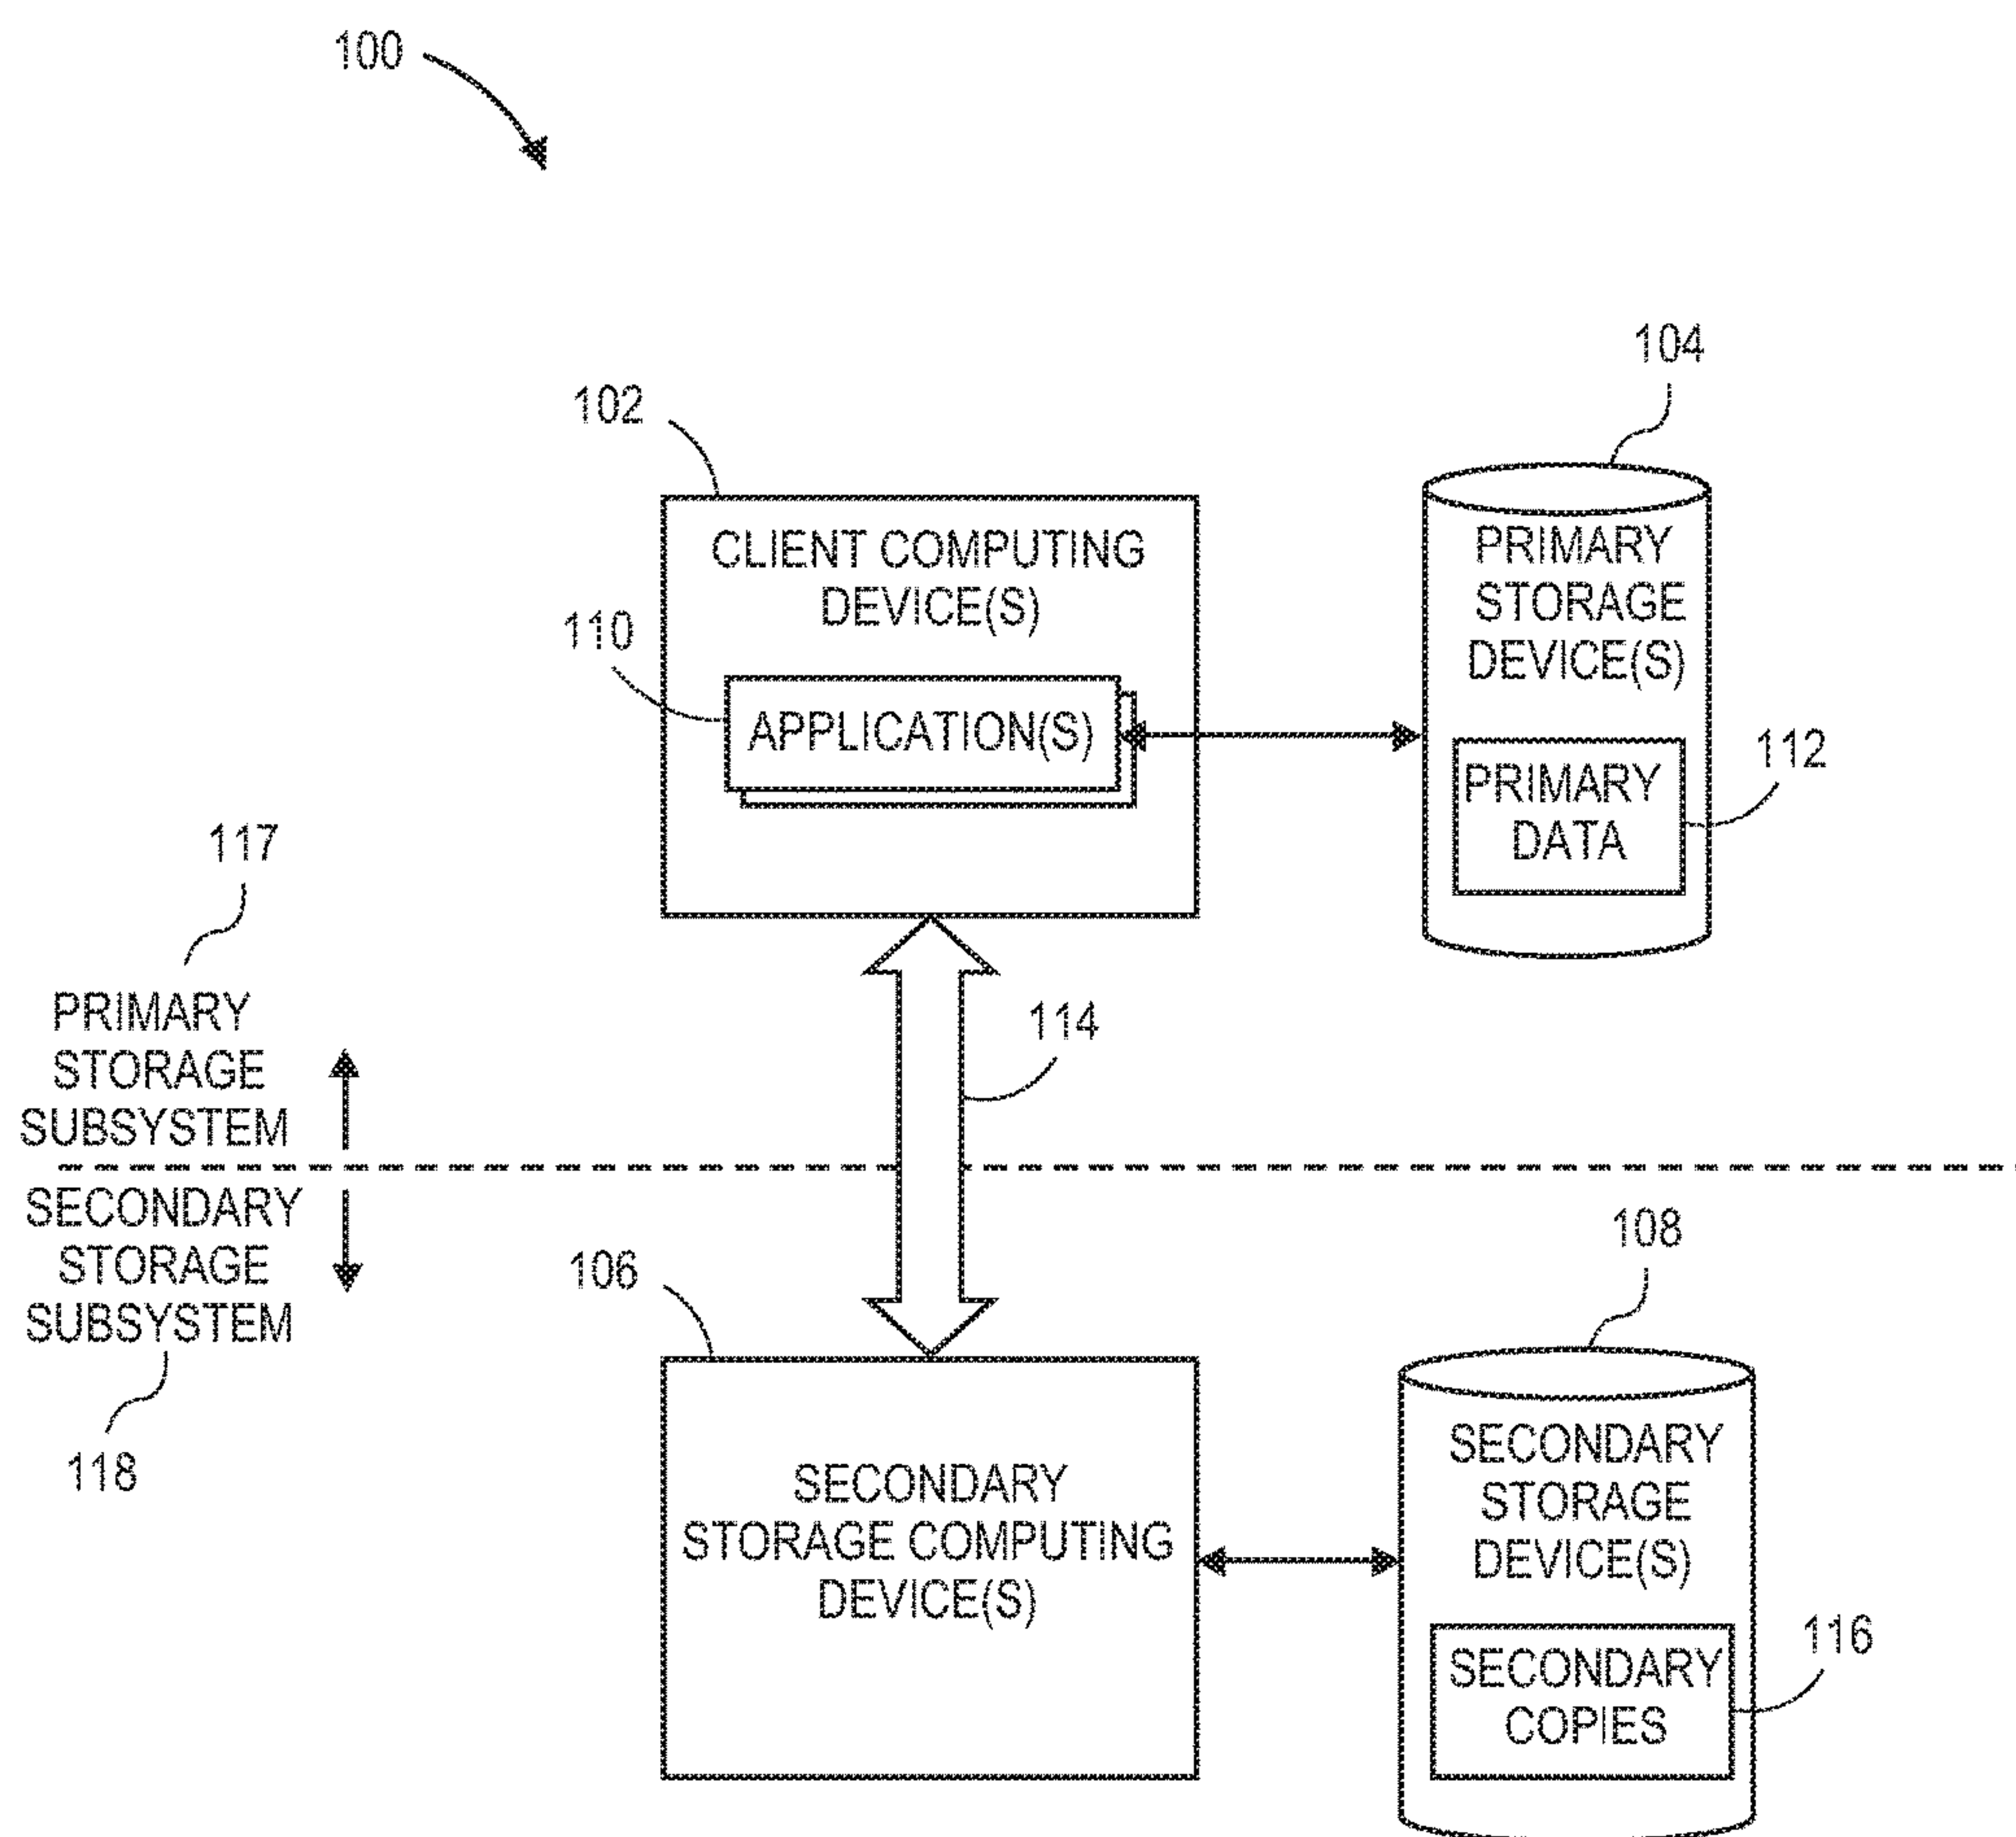 100
104
102
CLIENT COMPUTING
DEVICE(S)
110
APPLICATION(S)
PRIMARY
STORAGE
DEVICE(S)
PRIMARY
DATA
112
117
PRIMARY
STORAGE
SUBSYSTEM
114
SECONDARY
STORAGE
SUBSYSTEM
118
106
108
SECONDARY
STORAGE COMPUTING
DEVICE(S)
SECONDARY
STORAGE
DEVICE(S)
SECONDARY
COPIES
116